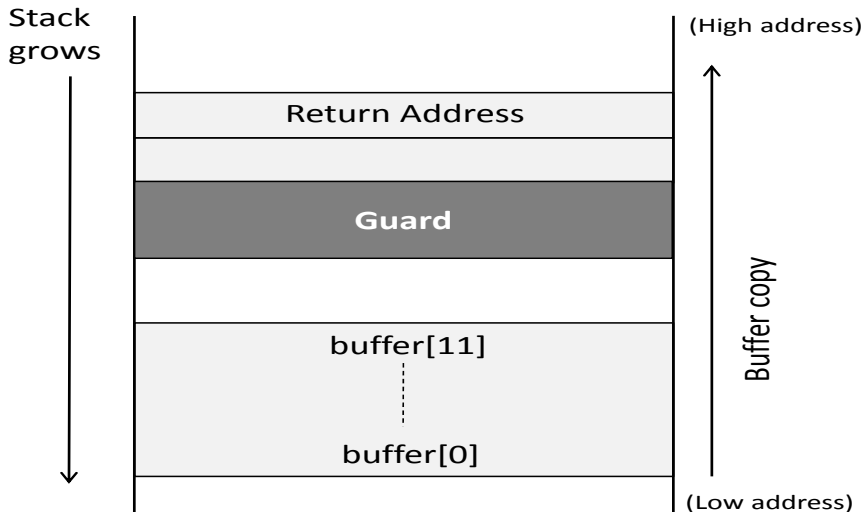 Stack
grows
(High address)
Return Address
Guard
Buffer copy
buffer[11]
buffer[0]
(Low address)